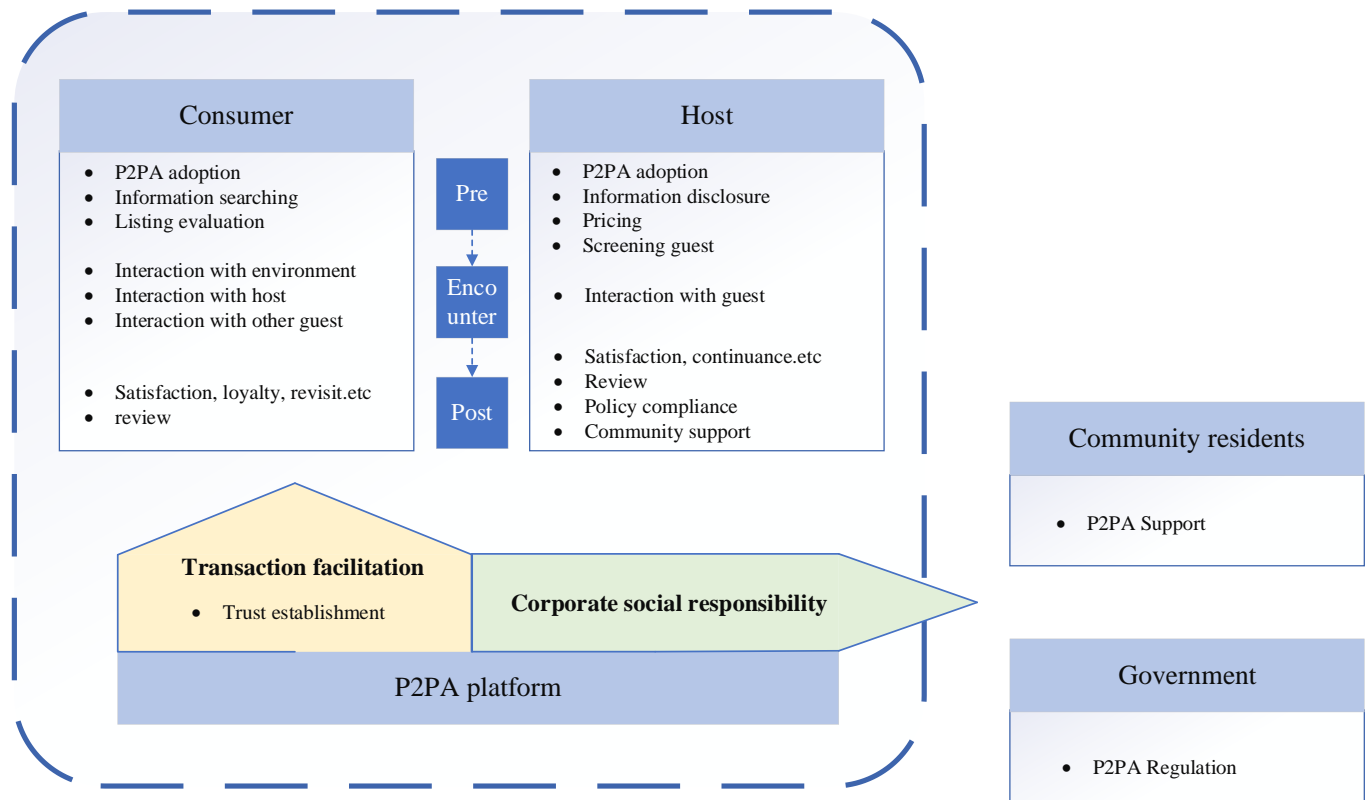 Consumer
P2PA adoption
Information searching
Listing evaluation
Interaction with environment
Interaction with host
Interaction with other guest
Satisfaction, loyalty, revisit.etc
review
Pre
Enco
unter
Post
Host
P2PA adoption
Information disclosure
Pricing
Screening guest
Interaction with guest
Satisfaction, continuance.etc
Review
Policy compliance
Community support
Transaction facilitation
Trust establishment
Corporate social responsibility
P2PA platform
Community residents
P2PA Support
Government
P2PA Regulation